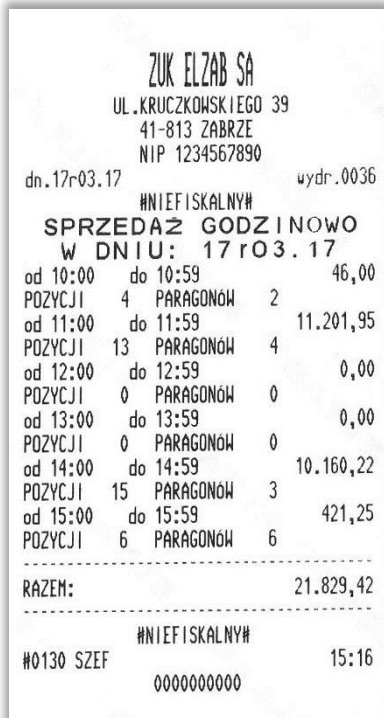 ZUK ELZAB SA
UL.KRUCZKOWSKIEGO 39
41-813 ZABRZE
NIP 1234567890
dn.17r03.17 wydr.0036
#NIEFISKALNY#
SPRZEDAŻ GODZINOWO
W DNIU: 17r03.17
od 10:00 do 10:59 46,00
POZYCJI 4 PARAGONÓW 2
od 11:00 do 11:59 11.201,95
POZYCJI 13 PARAGONÓW 4
od 12:00 do 12:59 0,00
POZYCJI 0 PARAGONÓW 0
od 13:00 do 13:59 0,00
POZYCJI 0 PARAGONÓW 0
od 14:00 do 14:59 10.160,22
POZYCJI 15 PARAGONÓW 3
od 15:00 do 15:59 421,25
POZYCJI 6 PARAGONÓW 6
RAZEM: 21.829,42
#NIEFISKALNY#
#0130 SZEF 15:16
0000000000